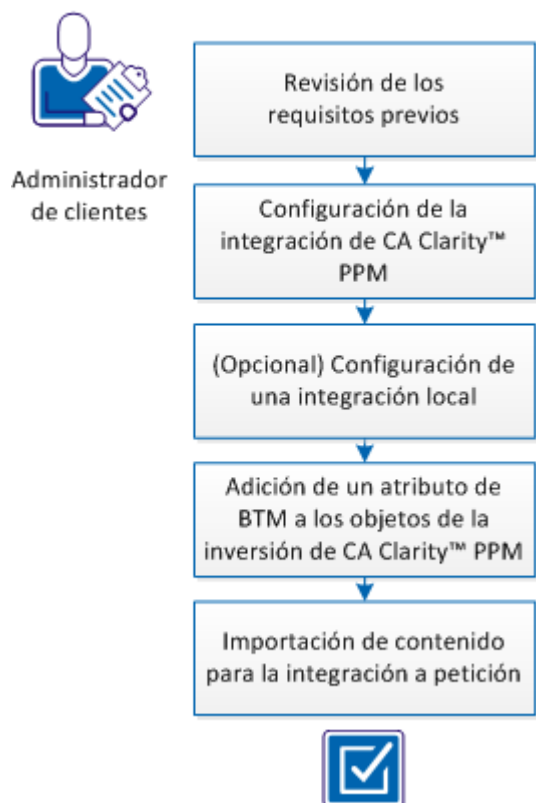 Administrador
de clientes
Revisión de los
requisitos previos
Configuración de la
integración de CA Clarity™
PPM
(Opcional) Configuración de
una integración local
Adición de un atributo de
BTM a los objetos de la
inversión de CA Clarity™ PPM
Importación de contenido
para la integración a petición